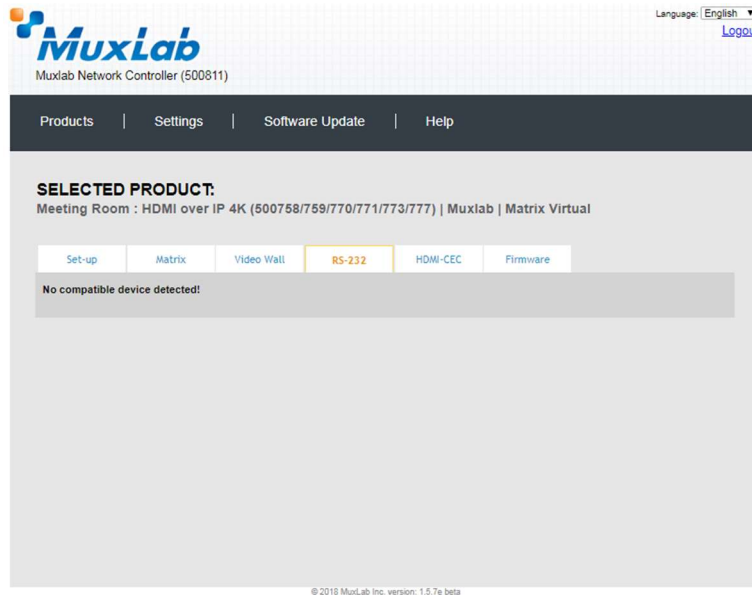 Language: English
Logou
MuxLab
Muxlab Network Controller (500811)
Products | Settings | Software Update | Help
SELECTED PRODUCT:
Meeting Room : HDMI over IP 4K (500758/759/770/771/773/777) | Muxlab | Matrix Virtual
Set-up Matrix Video Wall RS-232 HDMI-CEC Firmware
No compatible device detected!
© 2018 MuxLab Inc. version: 1.5.7e beta